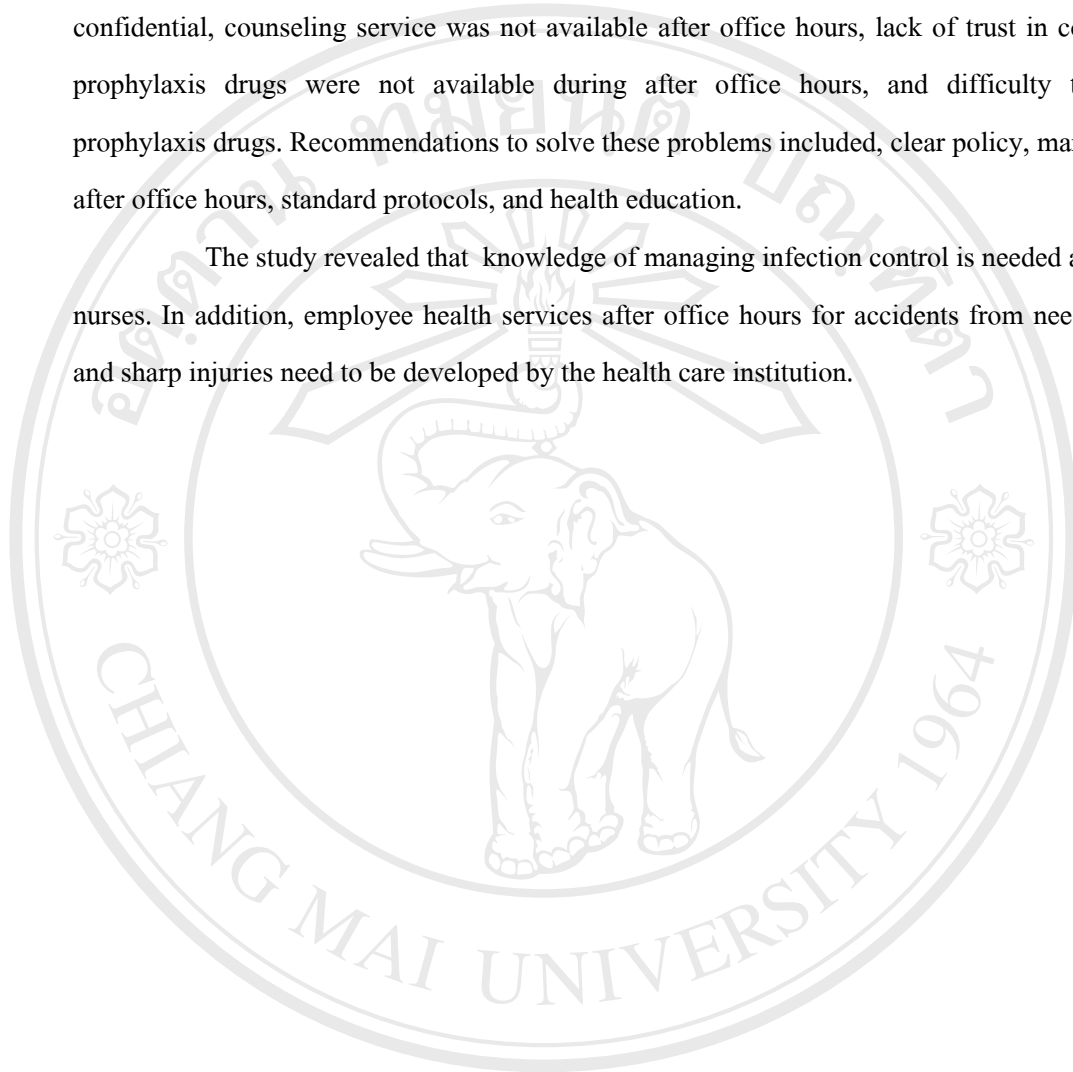 confidential, counseling service was not available after office hours, lack of trust in
prophylaxis drugs were not available during after office hours, and difficulty
prophylaxis drugs. Recommendations to solve these problems included, clear policy,
after office hours, standard protocols, and health education.
The study revealed that knowledge of managing infection control is needed
nurses. In addition, employee health services after office hours for accidents from
and sharp injuries need to be developed by the health care institution.
CHIANG MAI UNIVERSITY 1964